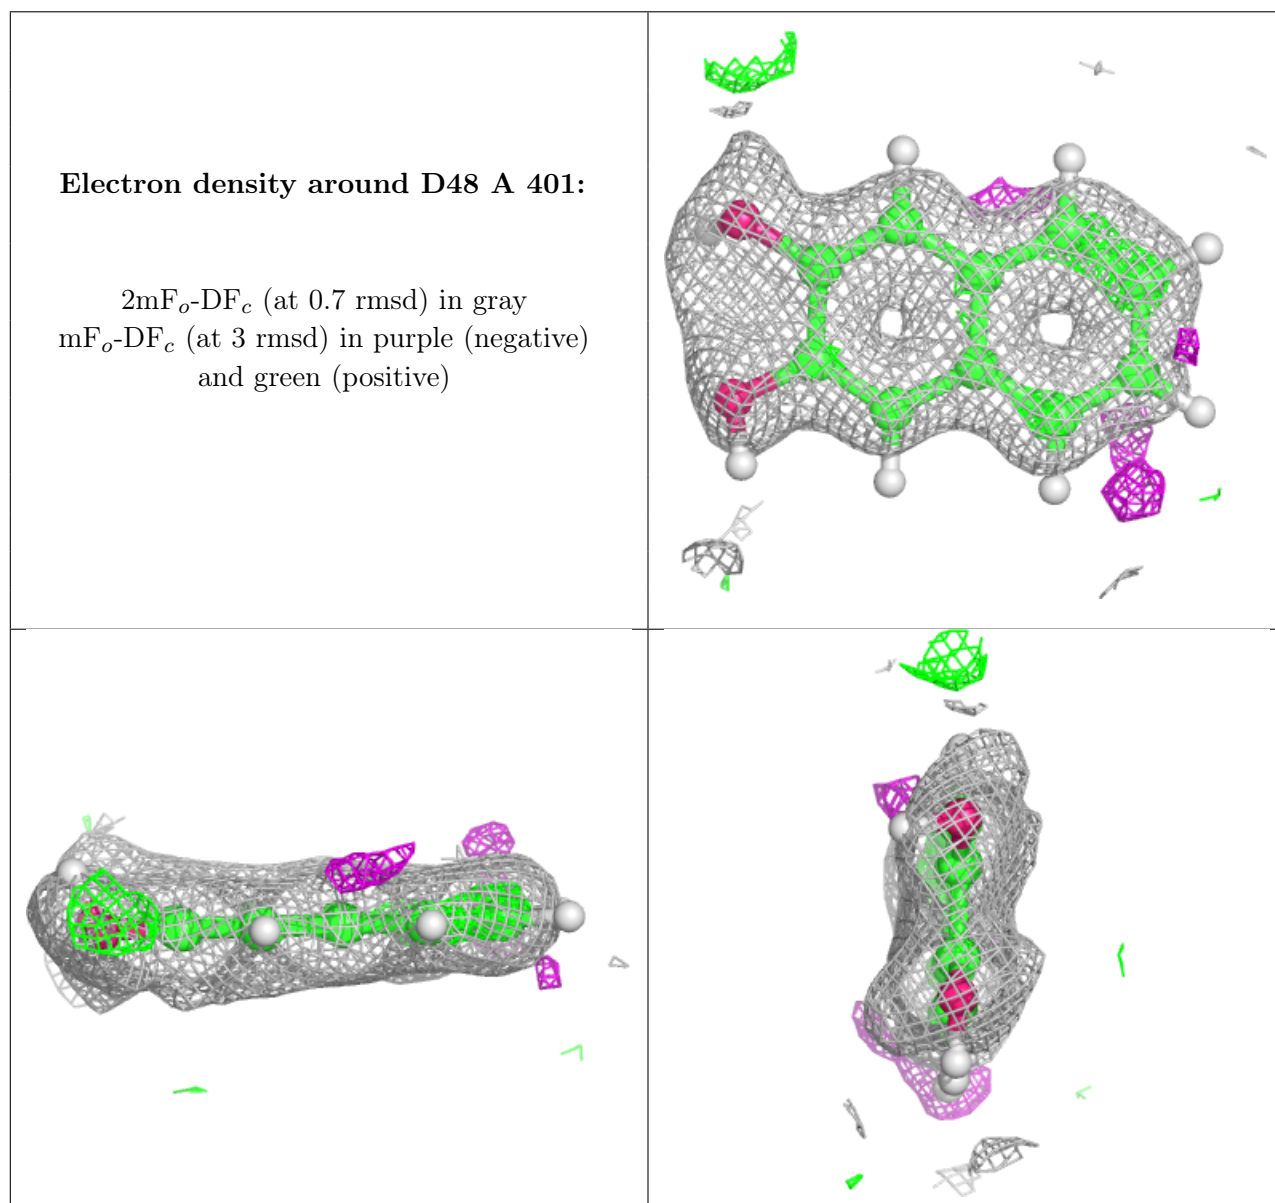 Electron density around D48 A 401:
2mFo-DFc (at 0.7 rmsd) in gray
mFo-DFc (at 3 rmsd) in purple (negative)
and green (positive)